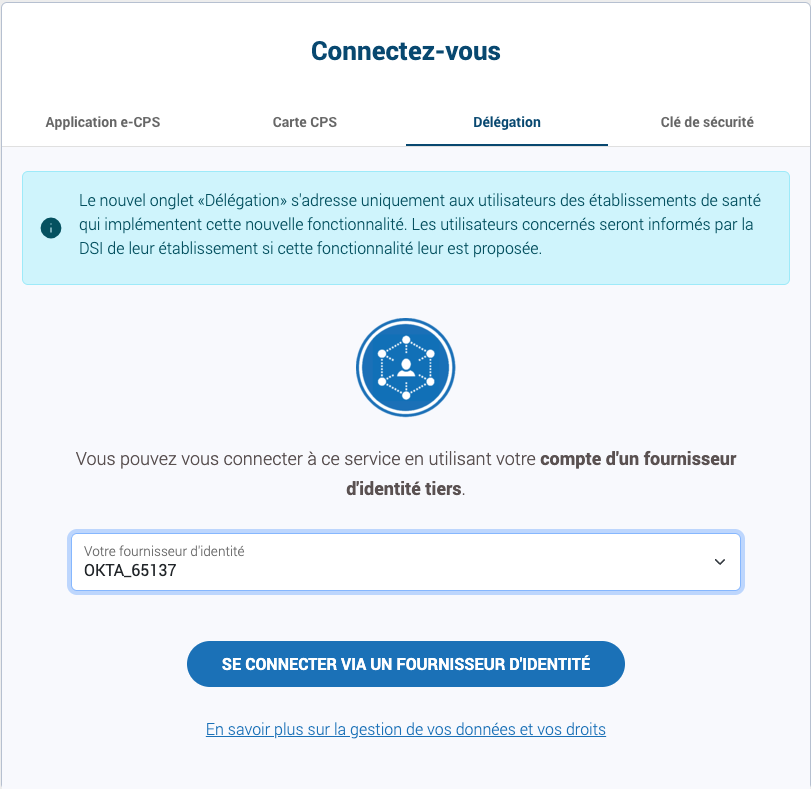 Connectez-vous
Application e-CPS
Carte CPS
Délégation
Clé de sécurité
Le nouvel onglet «Délégation» s'adresse uniquement aux utilisateurs des établissements de santé
qui implémentent cette nouvelle fonctionnalité. Les utilisateurs concernés seront informés par la
DSI de leur établissement si cette fonctionnalité leur est proposée.
Vous pouvez vous connecter à ce service en utilisant votre compte d'un fournisseur
d'identité tiers.
Votre fournisseur d'identité
OKTA_65137
SE CONNECTER VIA UN FOURNISSEUR D'IDENTITÉ
En savoir plus sur la gestion de vos données et vos droits